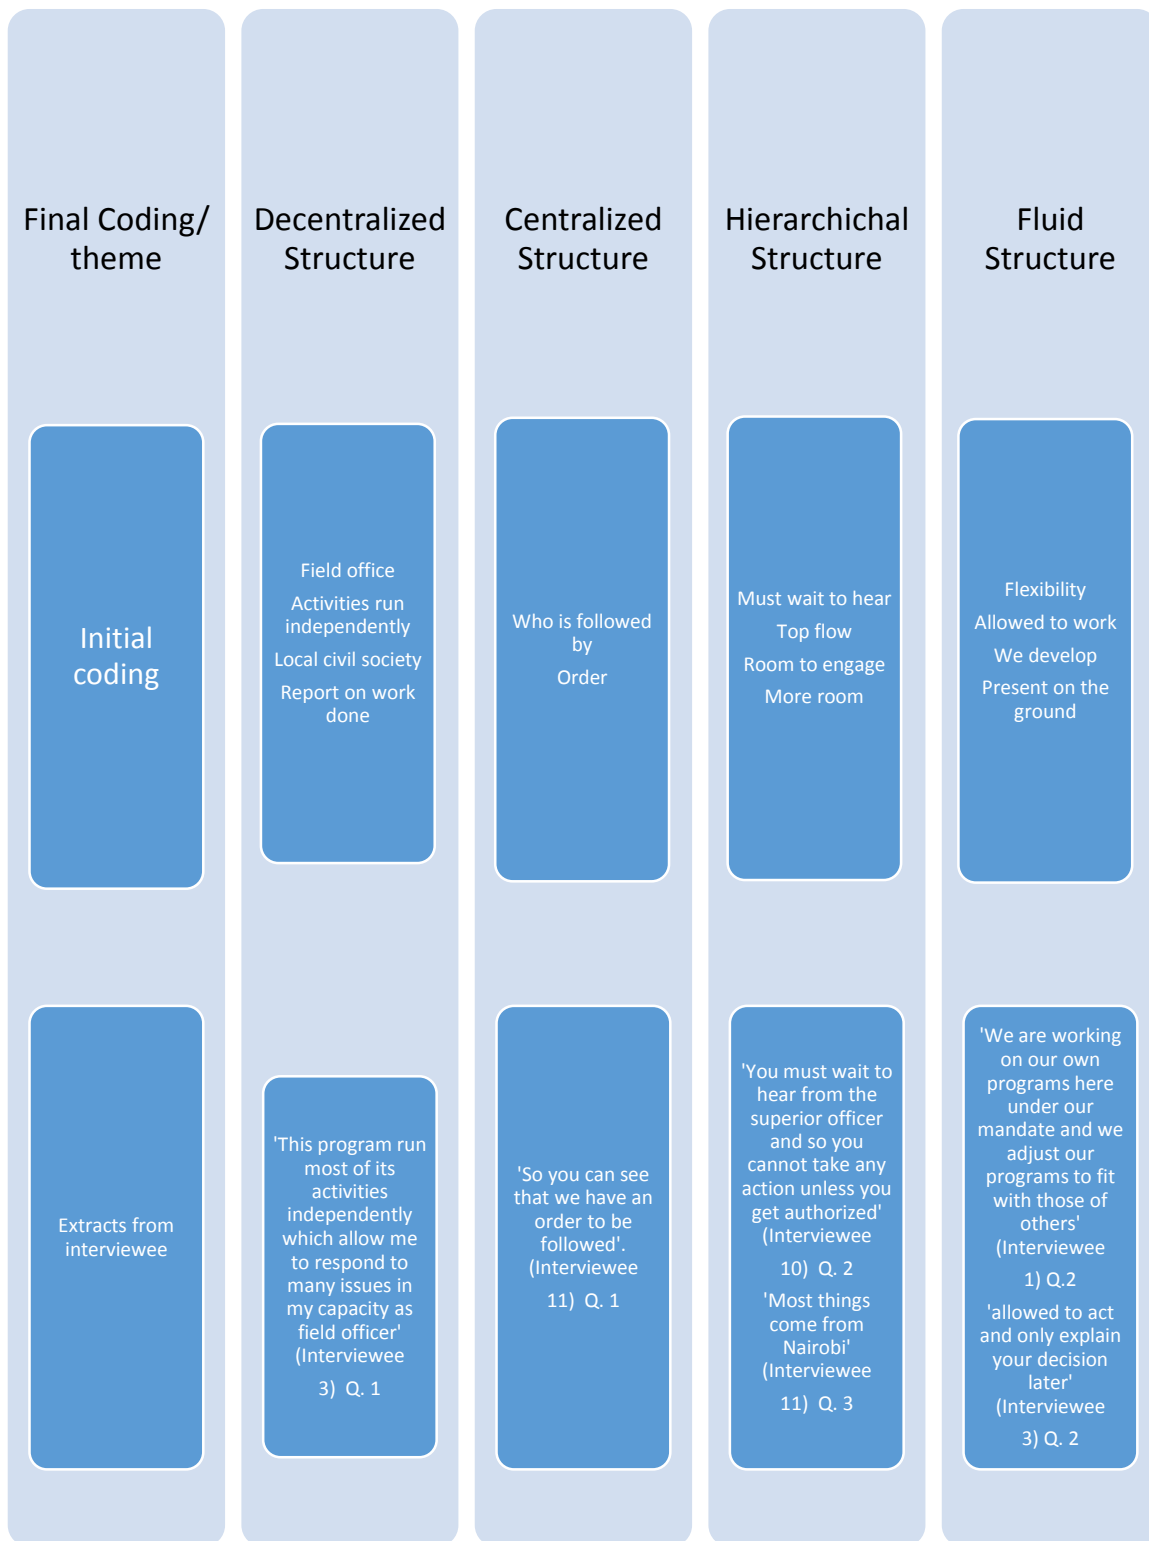 Final Coding/
theme
Decentralized
Structure
Centralized
Structure
Hierarchichal
Structure
Fluid
Structure
Initial
coding
Field office
Activities run
independently
Local civil society
Report on work
done
Who is followed
by
Order
Must wait to hear
Top flow
Room to engage
More room
Flexibility
Allowed to work
We develop
Present on the
ground
Extracts from
interviewee
'This program run
most of its
activities
independently
which allow me
to respond to
many issues in
my capacity as
field officer'
(Interviewee
3) Q. 1
'So you can see
that we have an
order to be
followed'.
(Interviewee
11) Q. 1
'You must wait to
hear from the
superior officer
and so you
cannot take any
action unless you
get authorized'
(Interviewee
10) Q. 2
'Most things
come from
Nairobi'
(Interviewee
11) Q. 3
'We are working
on our own
programs here
under our
mandate and we
adjust our
programs to fit
with those of
others'
(Interviewee
1) Q.2
'allowed to act
and only explain
your decision
later'
(Interviewee
3) Q. 2